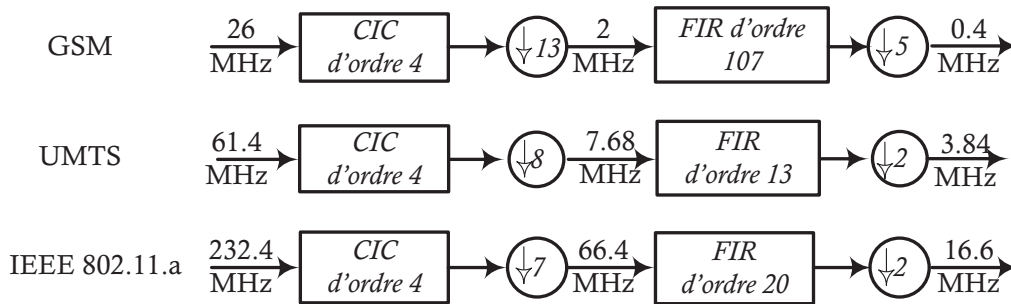 GSM
26
MHz
CIC
d'ordre 4
13
2
MHz
FIR d'ordre
107
5
0.4
MHz
UMTS
61.4
MHz
CIC
d'ordre 4
8
7.68
MHz
FIR
d'ordre 13
2
3.84
MHz
IEEE 802.11.a
232.4
MHz
CIC
d'ordre 4
7
66.4
MHz
FIR
d'ordre 20
2
16.6
MHz